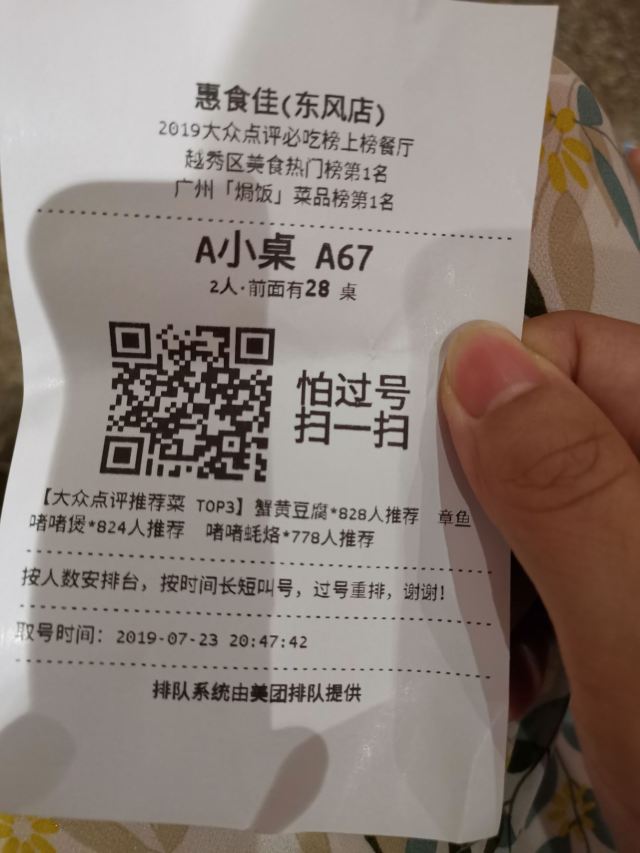 惠食佳(东风店)
2019大众点评必吃榜上榜餐厅
越秀区美食热门榜第1名
广州「焗饭」菜品榜第1名
A小桌 A67
2人·前面有28 桌
怕过号
扫一扫
【大众点评推荐菜 TOP3】蟹黄豆腐*828人推荐 章鱼
啫啫煲*824人推荐 啫啫蚝烙*778人推荐
按人数安排台，按时间长短叫号，过号重排，谢谢!
取号时间：2019-07-23 20:47:42
排队系统由美团排队提供